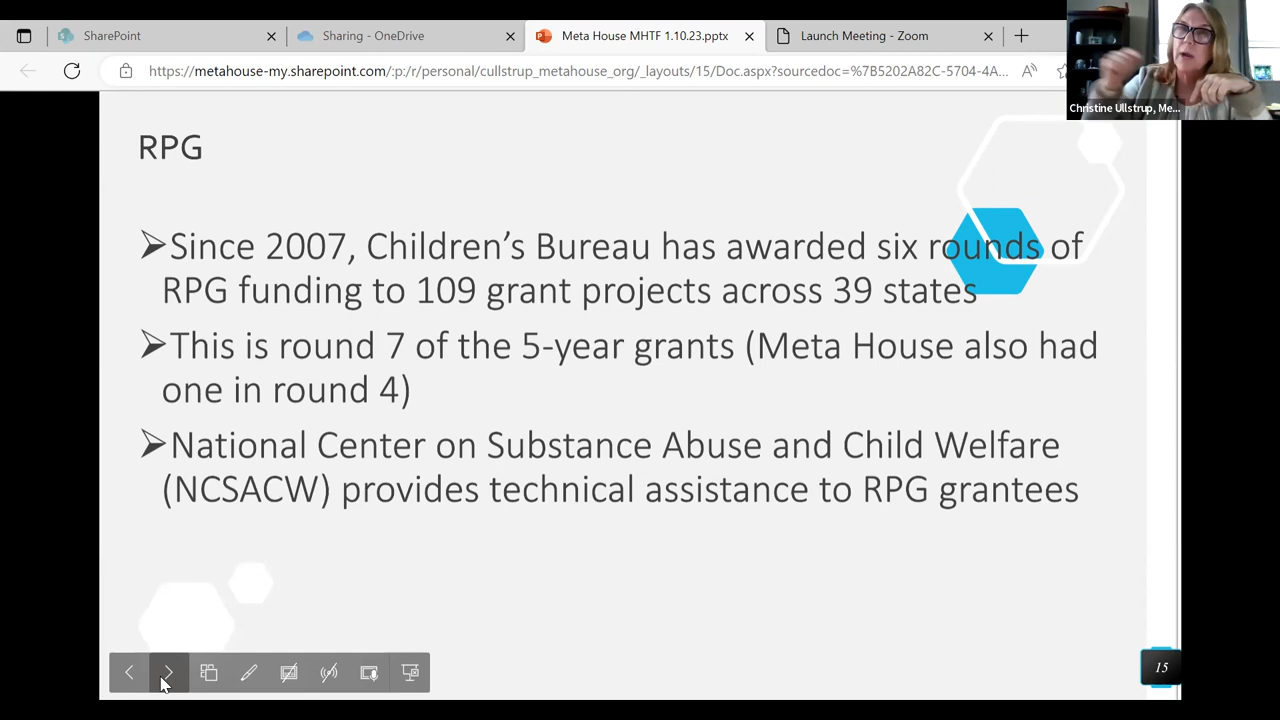 SharePoint
Sharing - OneDrive
Meta House MHTF 1.10.23.pptx
Launch Meeting - Zoom
https://metahouse-my.sharepoint.com/:p:/r/personal/cullstrup_metahouse_org/_layouts/15/Doc.aspx?sourcedoc=%7B5202A82C-5704-4A...
Christine Ullstrup, Me...
RPG
➢Since 2007, Children’s Bureau has awarded six rounds of
RPG funding to 109 grant projects across 39 states
➢This is round 7 of the 5-year grants (Meta House also had
one in round 4)
➢National Center on Substance Abuse and Child Welfare
(NCSACW) provides technical assistance to RPG grantees
15